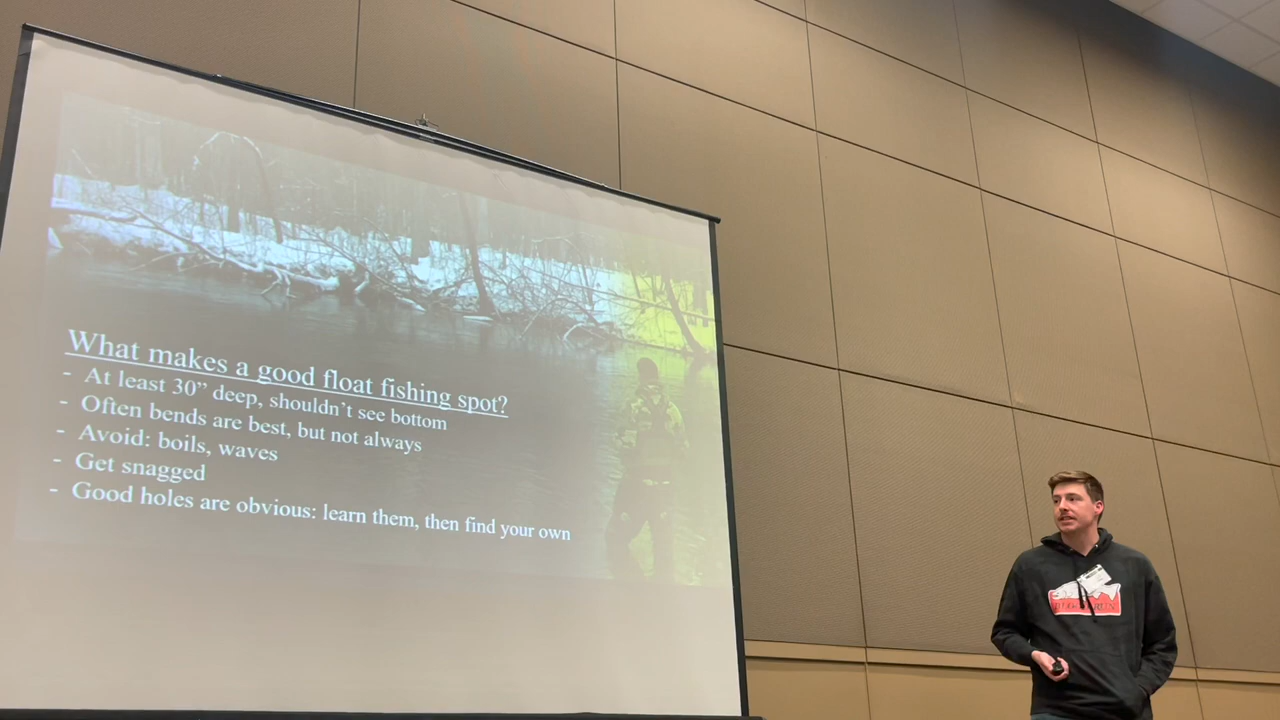 What makes a good float fishing spot?
- At least 30” deep, shouldn’t see bottom
- Often bends are best, but not always
- Avoid: boils, waves
- Get snagged
- Good holes are obvious: learn them, then find your own